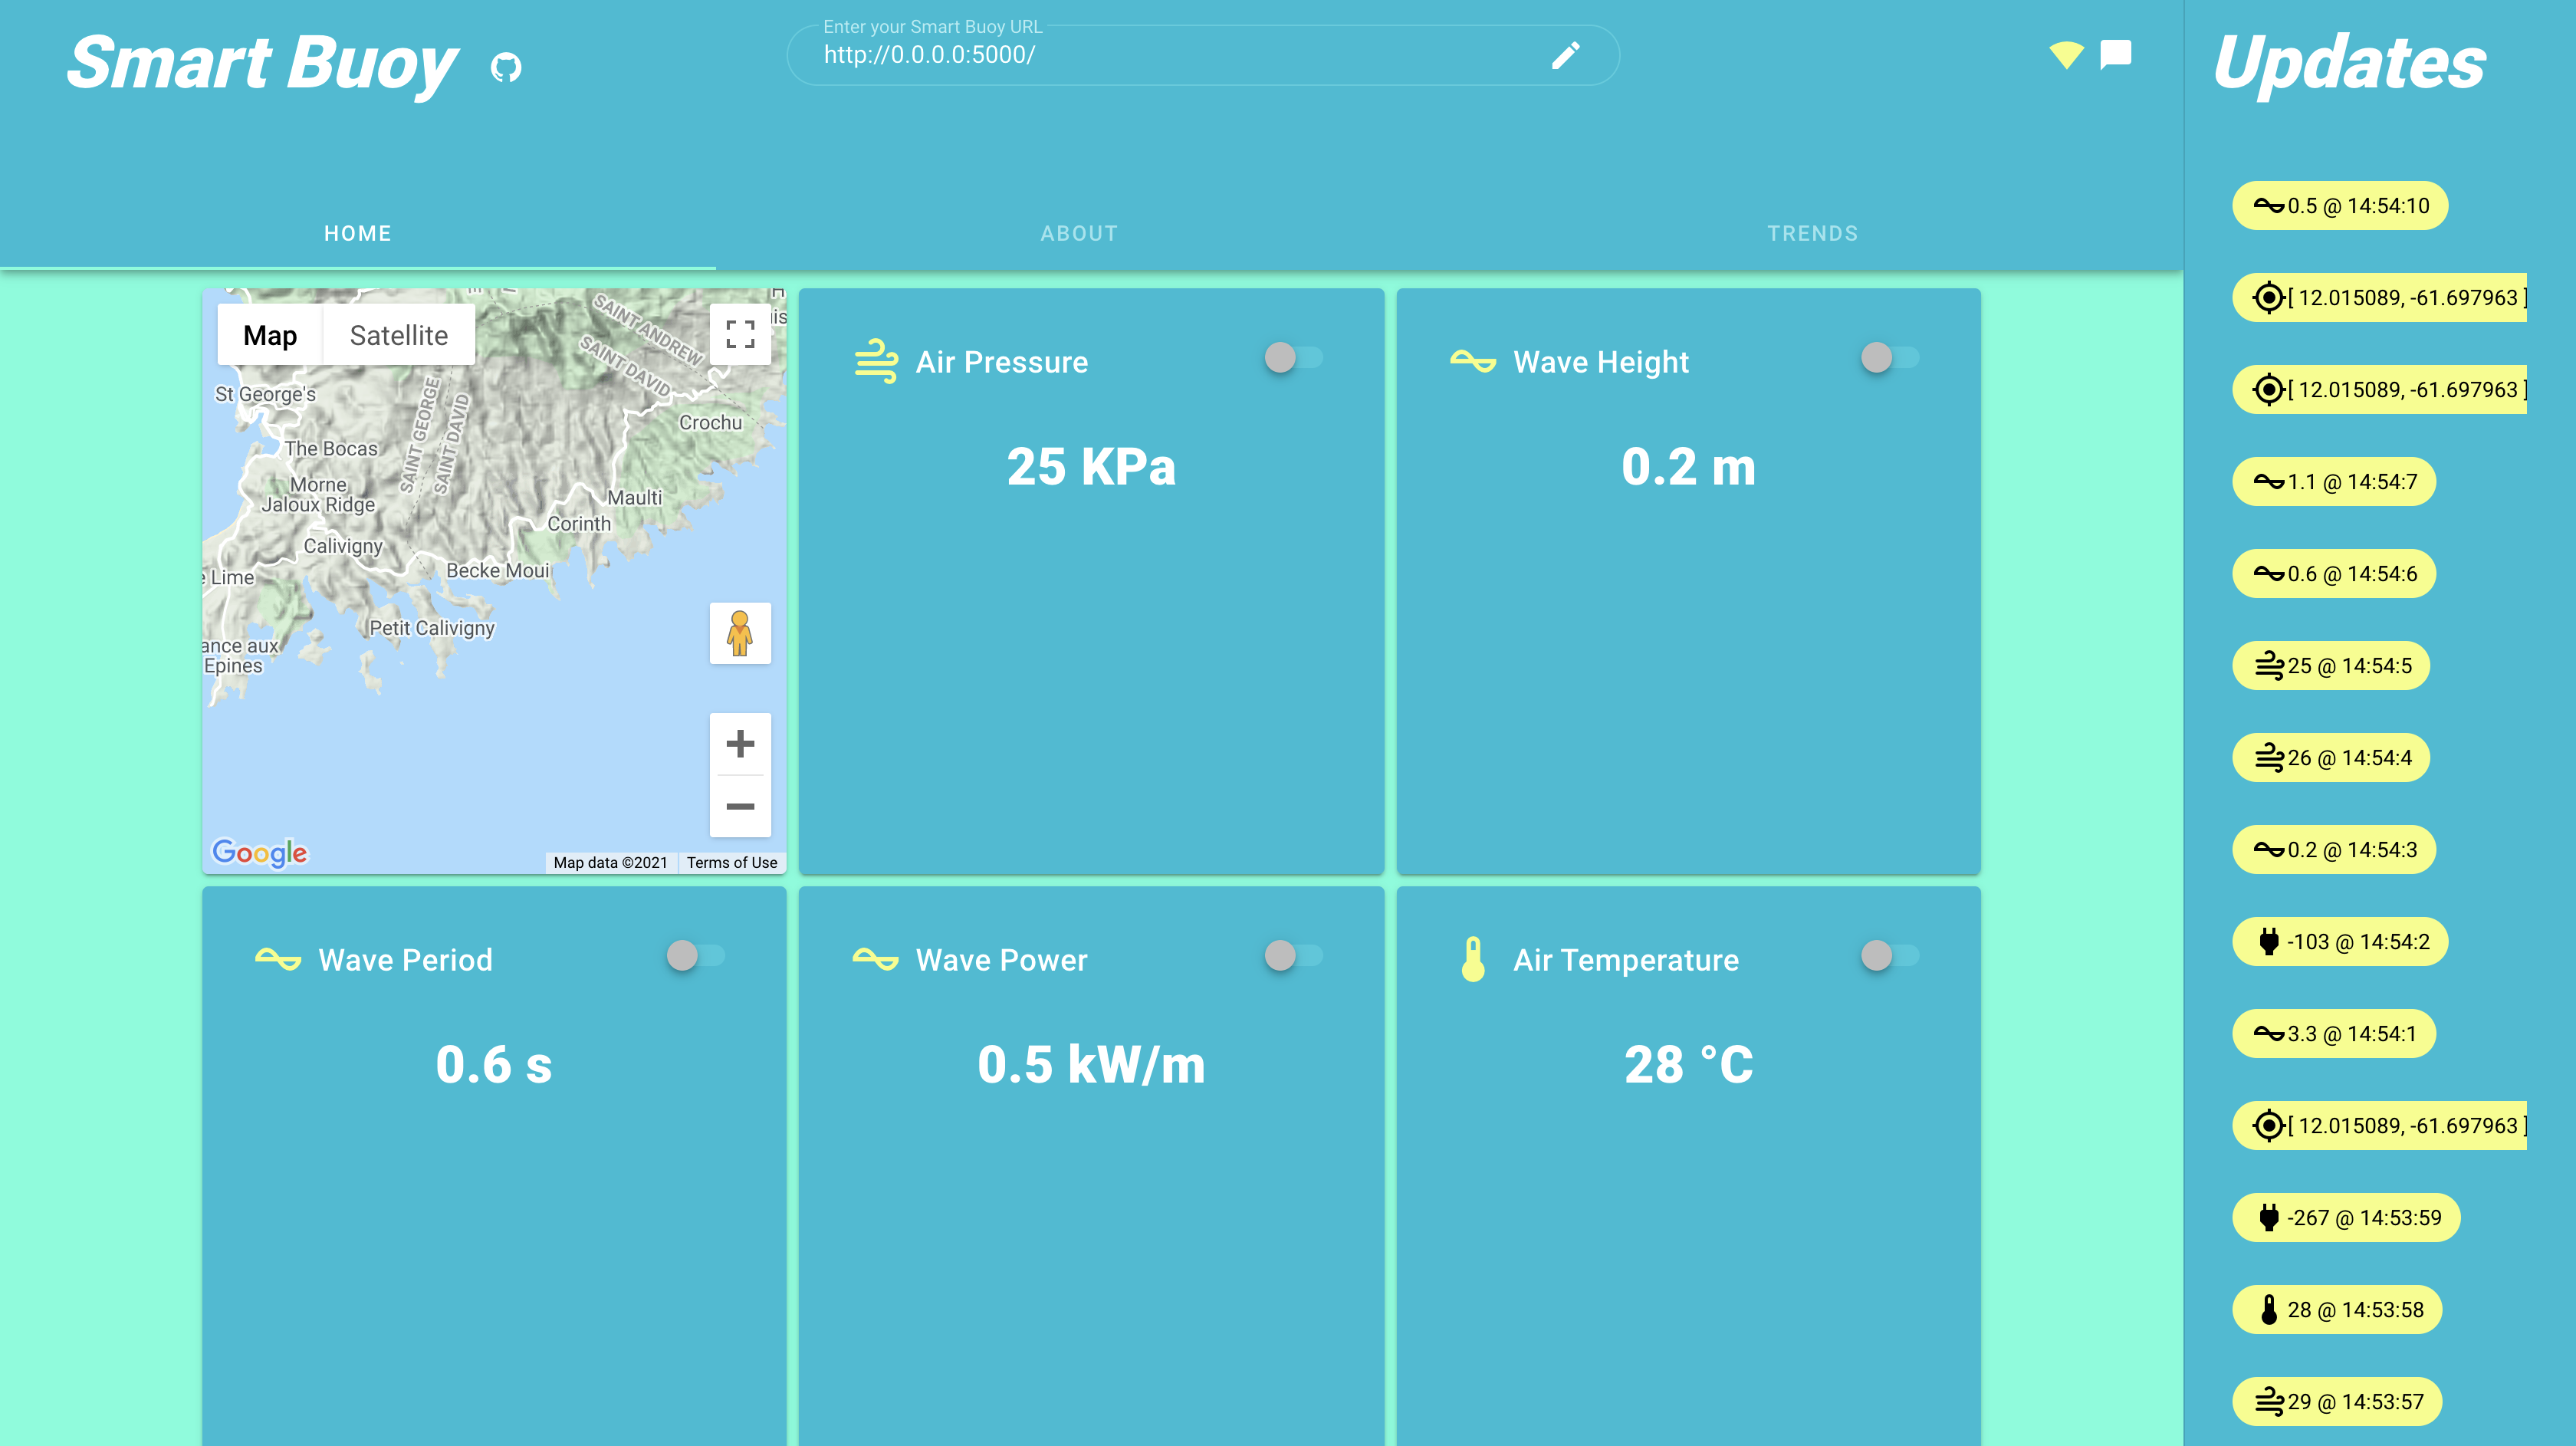 Smart Buoy
Enter your Smart Buoy URL
http://0.0.0.0:5000/
HOME
ABOUT
TRENDS
Map
Satellite
SAINT ANDREW
SAINT DAVID
St George's
SAINT GEORGE
SAINT DAVID
Crochu
The Bocas
Morne
Jaloux Ridge
Maulti
Corinth
Calivigny
Becke Moui
e Lime
Petit Calivigny
ance aux
Epines
Google
Map data ©2021
Terms of Use
Air Pressure
25 KPa
Wave Height
0.2 m
Wave Period
0.6 s
Wave Power
0.5 kW/m
Air Temperature
28 °C
Updates
0.5 @ 14:54:10
[ 12.015089, -61.697963 ]
[ 12.015089, -61.697963 ]
1.1 @ 14:54:7
0.6 @ 14:54:6
25 @ 14:54:5
26 @ 14:54:4
0.2 @ 14:54:3
-103 @ 14:54:2
3.3 @ 14:54:1
[ 12.015089, -61.697963 ]
-267 @ 14:53:59
28 @ 14:53:58
29 @ 14:53:57